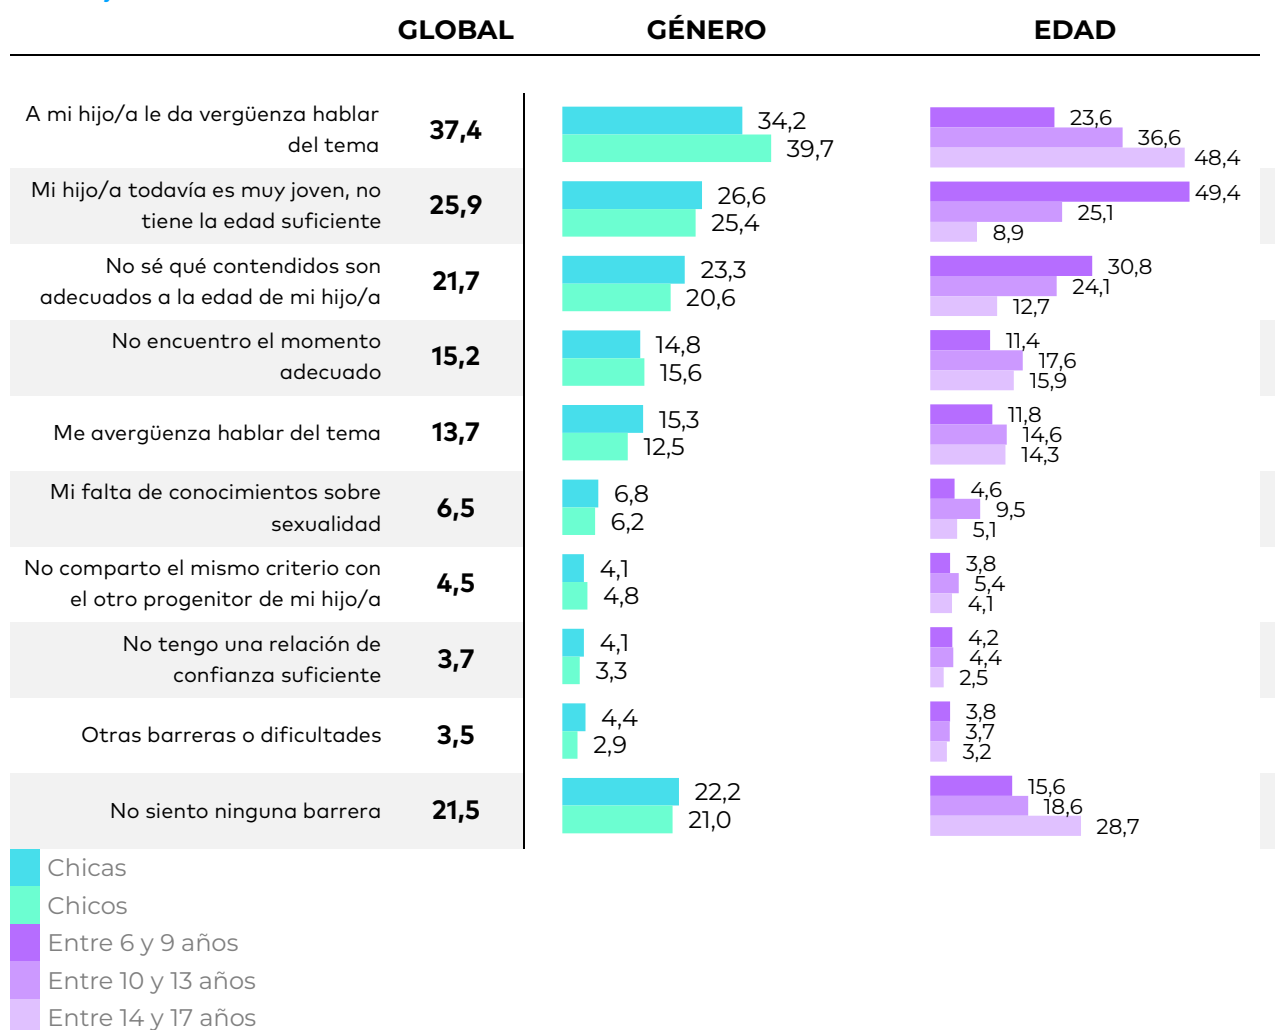 GLOBAL GÉNERO EDAD
A mi hijo/a le da vergüenza hablar
del tema
37,4
34,2
39,7
23,6
36,6
48,4
Mi hijo/a todavía es muy joven, no
tiene la edad suficiente
25,9
26,6
25,4
49,4
25,1
8,9
No sé qué contendidos son
adecuados a la edad de mi hijo/a
21,7
23,3
20,6
30,8
24,1
12,7
No encuentro el momento
adecuado
15,2
14,8
15,6
11,4
17,6
15,9
Me avergüenza hablar del tema
13,7
15,3
12,5
11,8
14,6
14,3
Mi falta de conocimientos sobre
sexualidad
6,5
6,8
6,2
4,6
9,5
5,1
No comparto el mismo criterio con
el otro progenitor de mi hijo/a
4,5
4,1
4,8
3,8
5,4
4,1
No tengo una relación de
confianza suficiente
3,7
4,1
3,3
4,2
4,4
2,5
Otras barreras o dificultades
3,5
4,4
2,9
3,8
3,7
3,2
No siento ninguna barrera
21,5
22,2
21,0
15,6
18,6
28,7
Chicas
Chicos
Entre 6 y 9 años
Entre 10 y 13 años
Entre 14 y 17 años